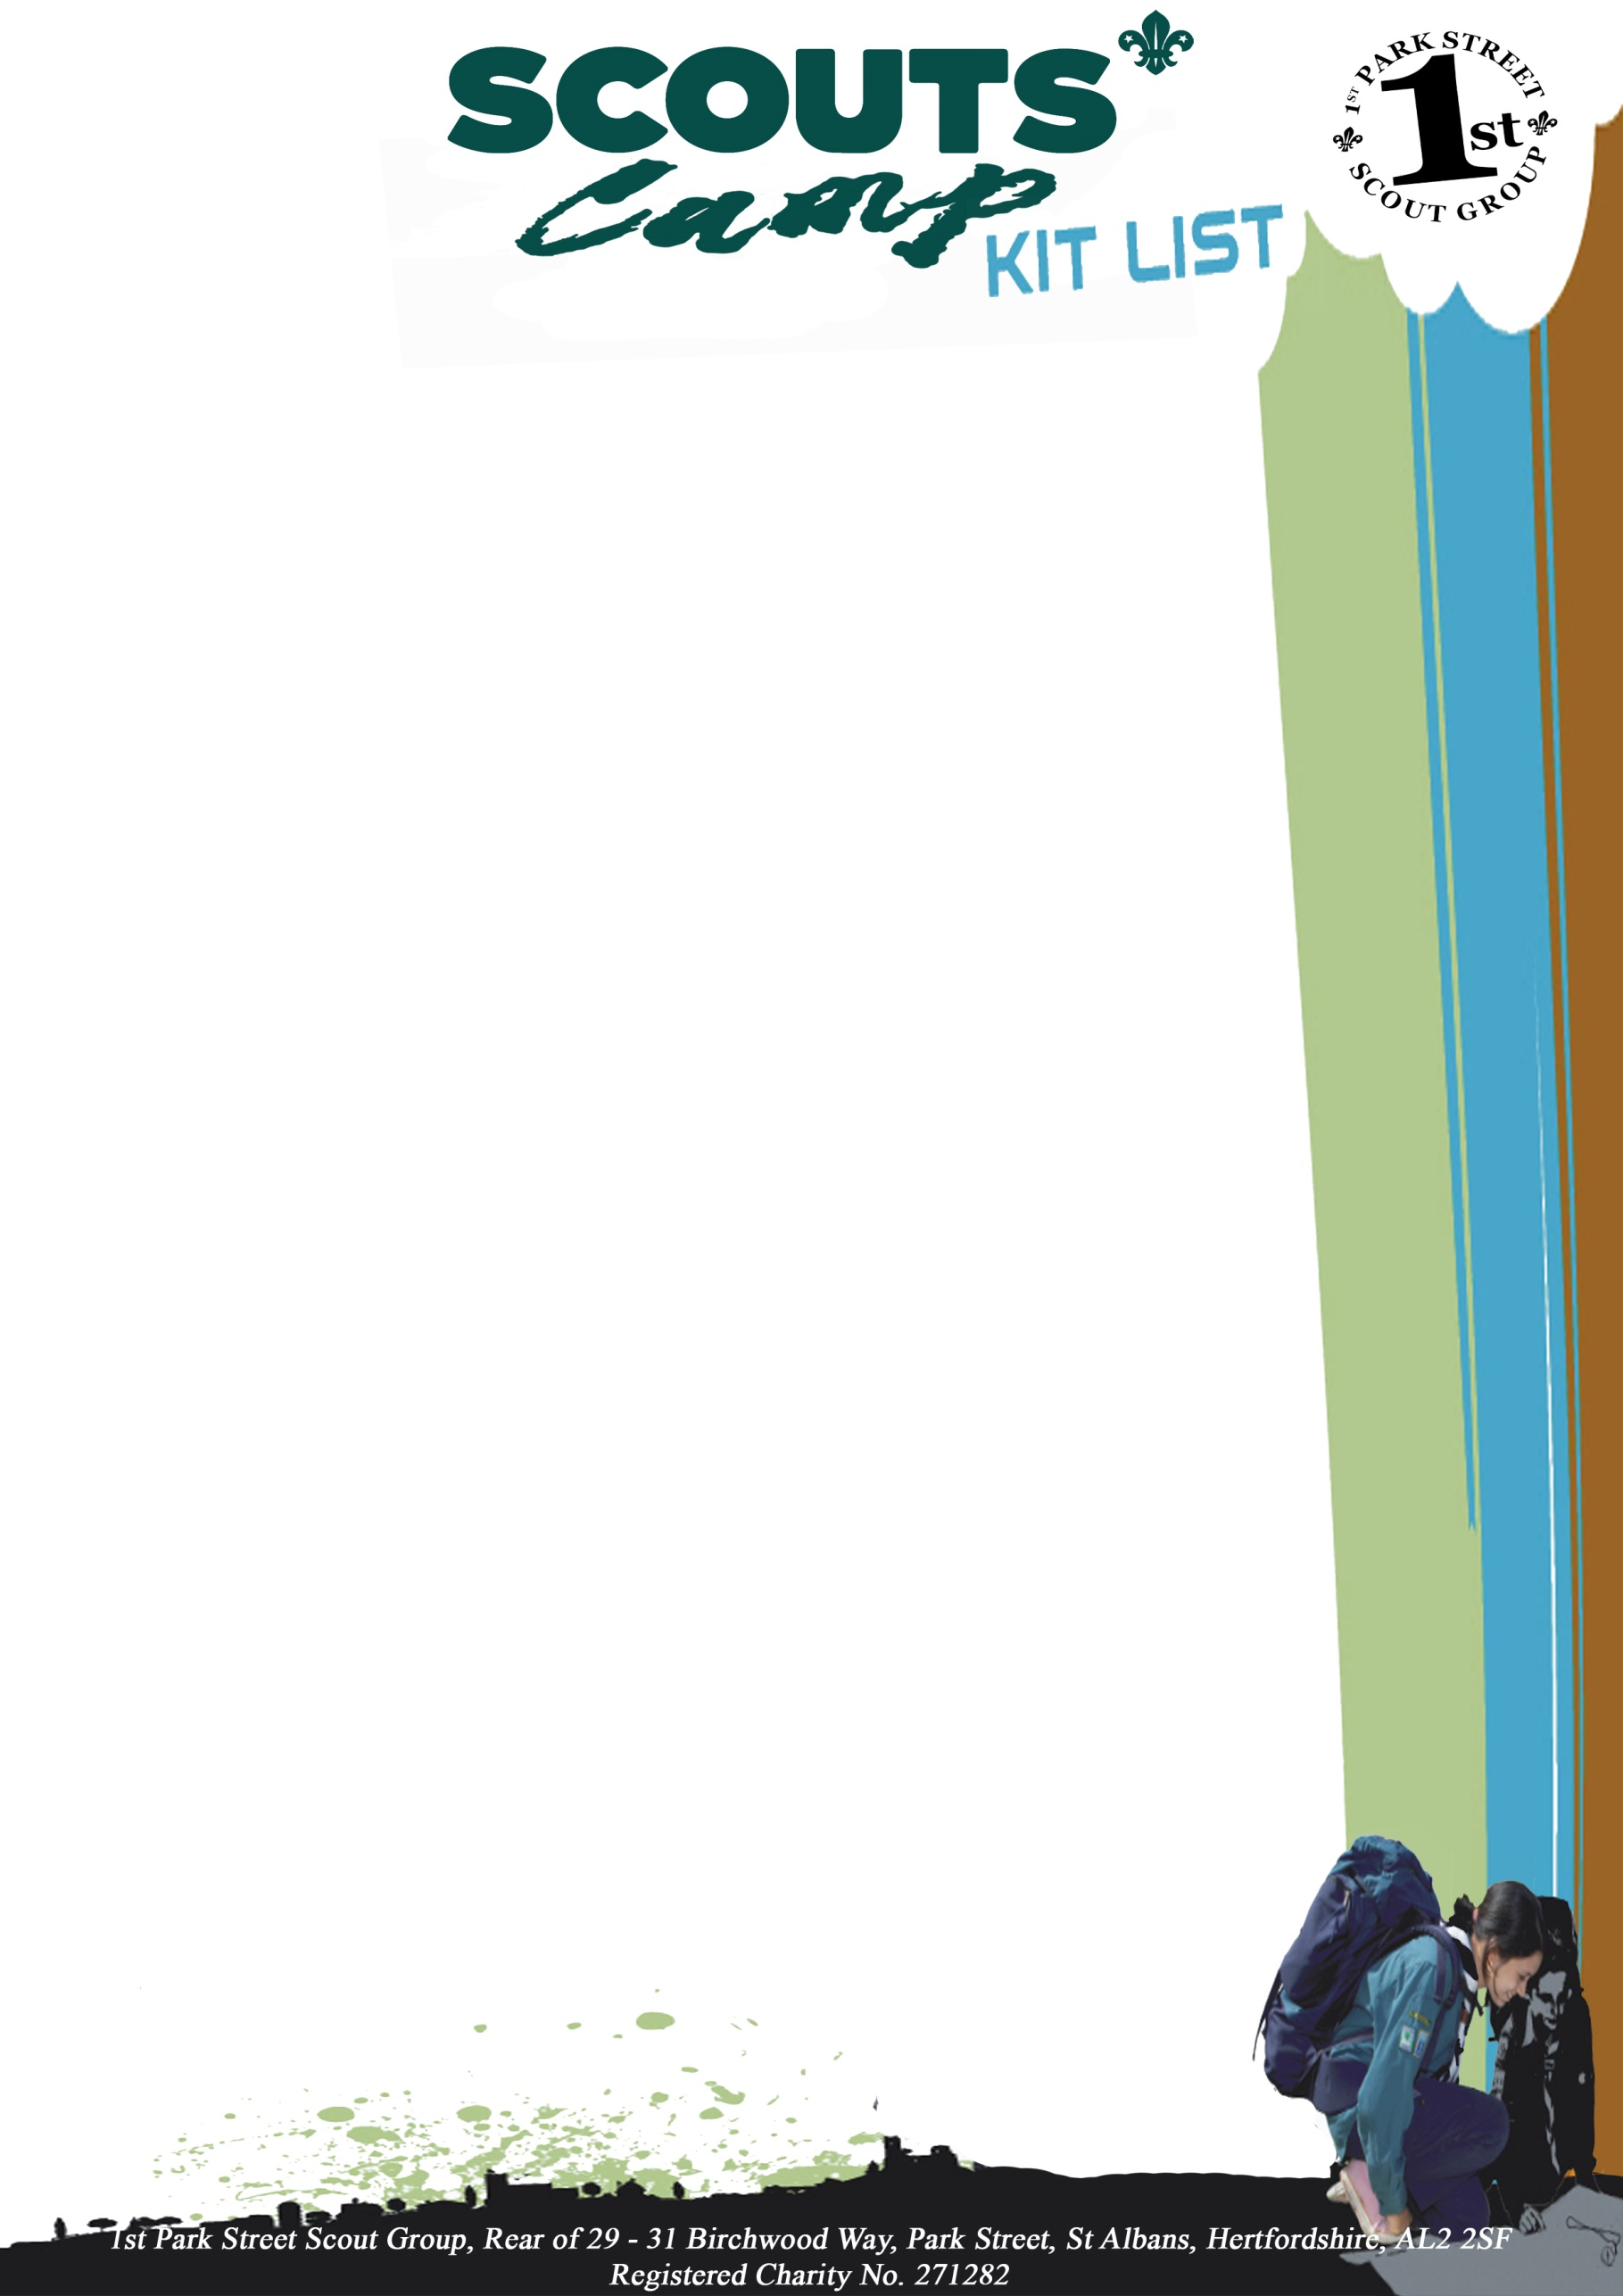 SCOUTS
Camp
KIT LIST
1ST PARK STREET
1st
SCOUT GROUP
1st Park Street Scout Group, Rear of 29 - 31 Birchwood Way, Park Street, St Albans, Hertfordshire, AL2 2SF
Registered Charity No. 271282